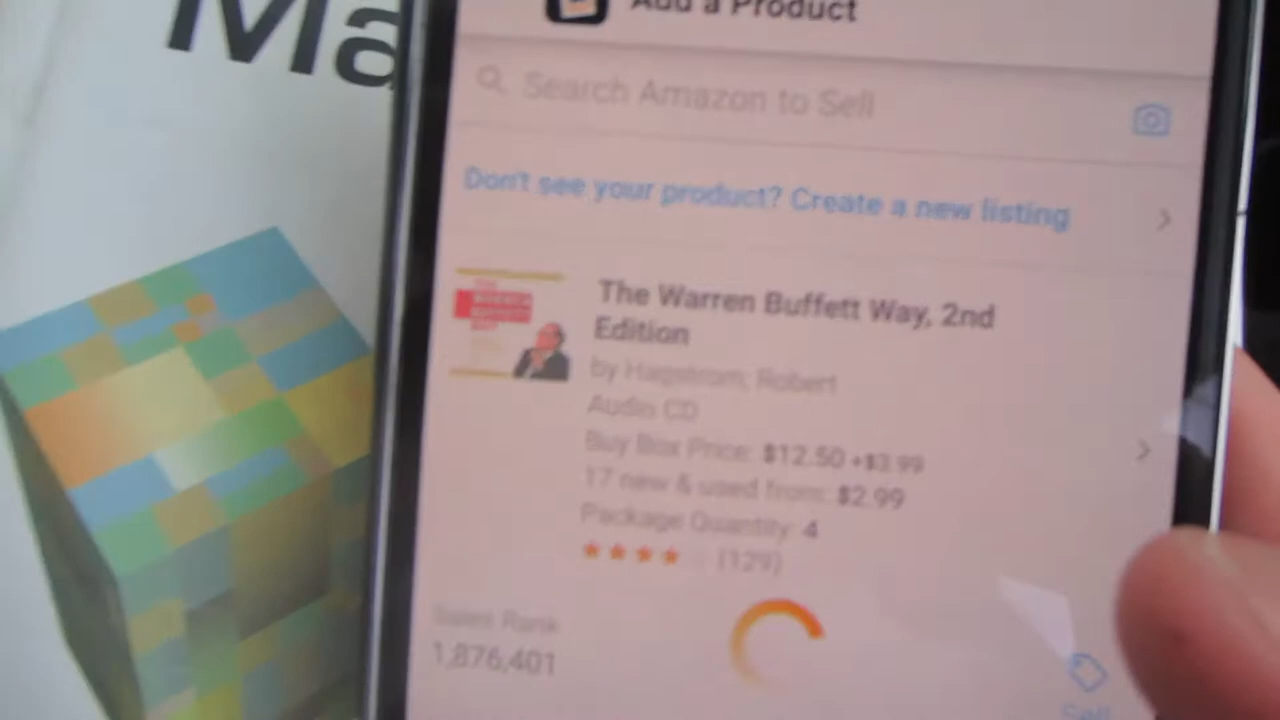 Ma
Add a Product
Search Amazon to Sell
Don't see your product? Create a new listing
The Warren Buffett Way, 2nd
Edition
by Hagstrom, Robert
Audio CD
Buy Box Price: $12.50 +$3.99
17 new & used from: $2.99
Package Quantity: 4
(129)
Sales Rank
1,876,401
Sell